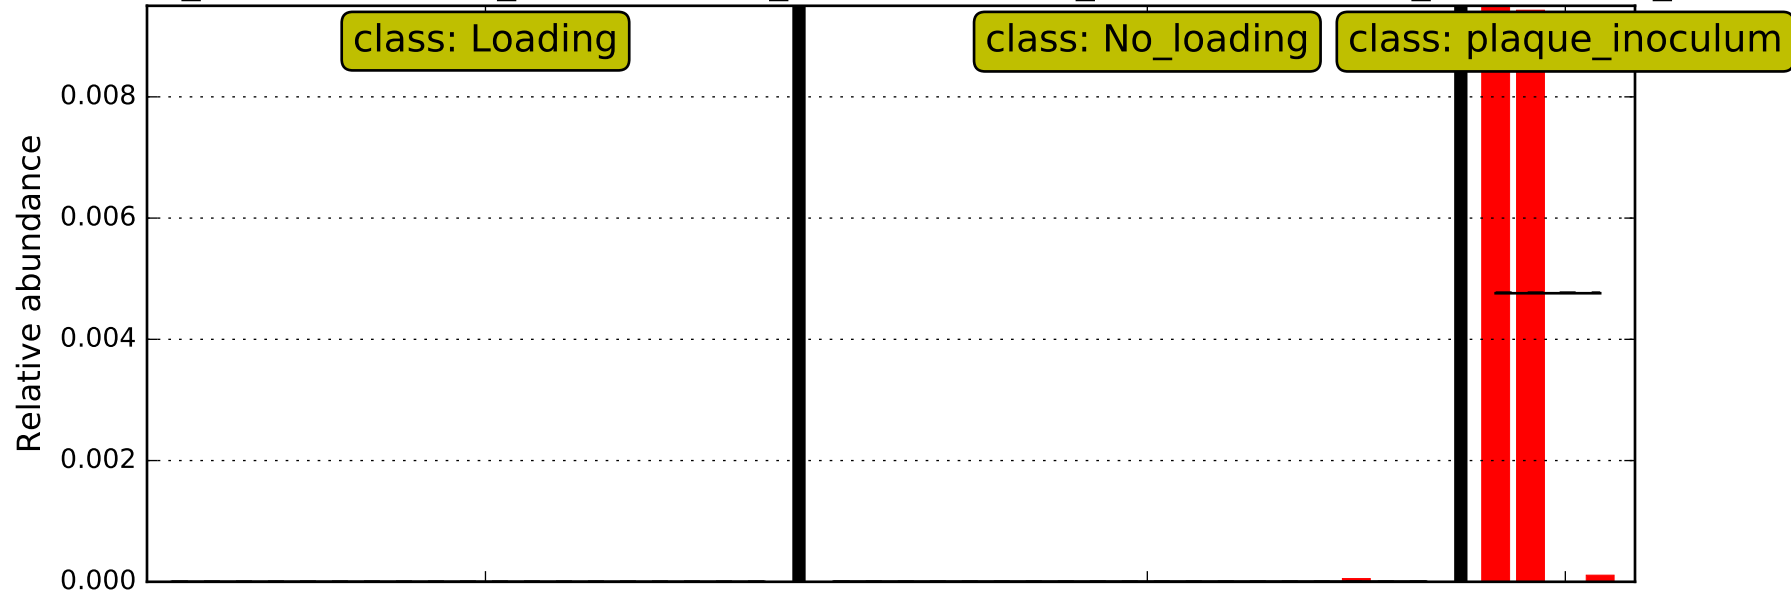 class: Loading
class: No_loading
class: plaque_inoculum
Relative abundance
0.008
0.006
0.004
0.002
0.000